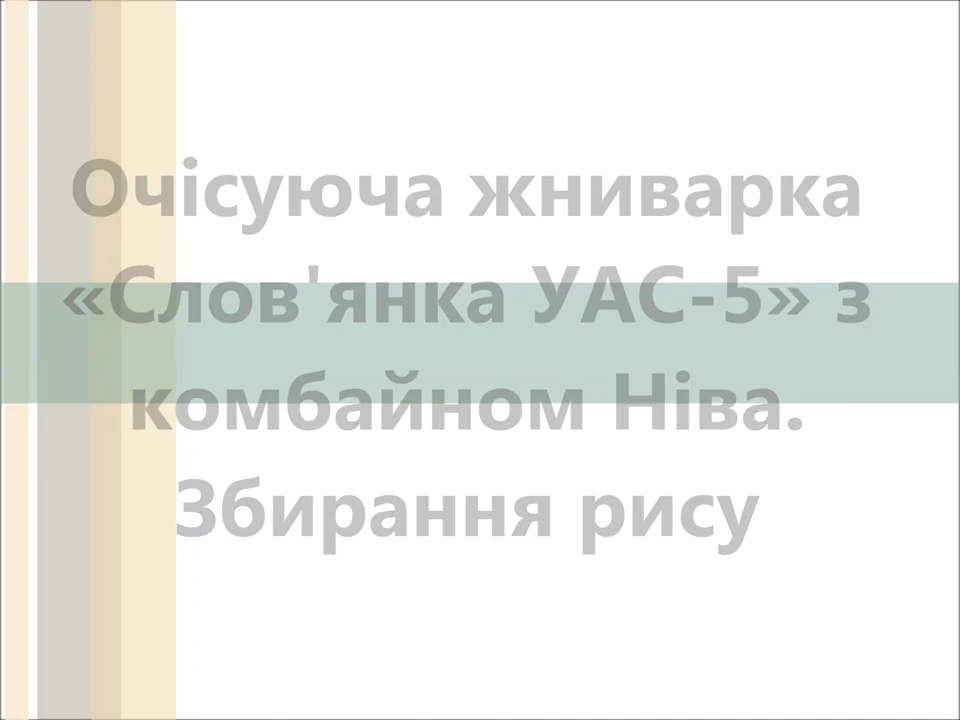 Очісуюча жниварка
«Слов'янка УАС-5» з
комбайном Ніва.
Збирання рису